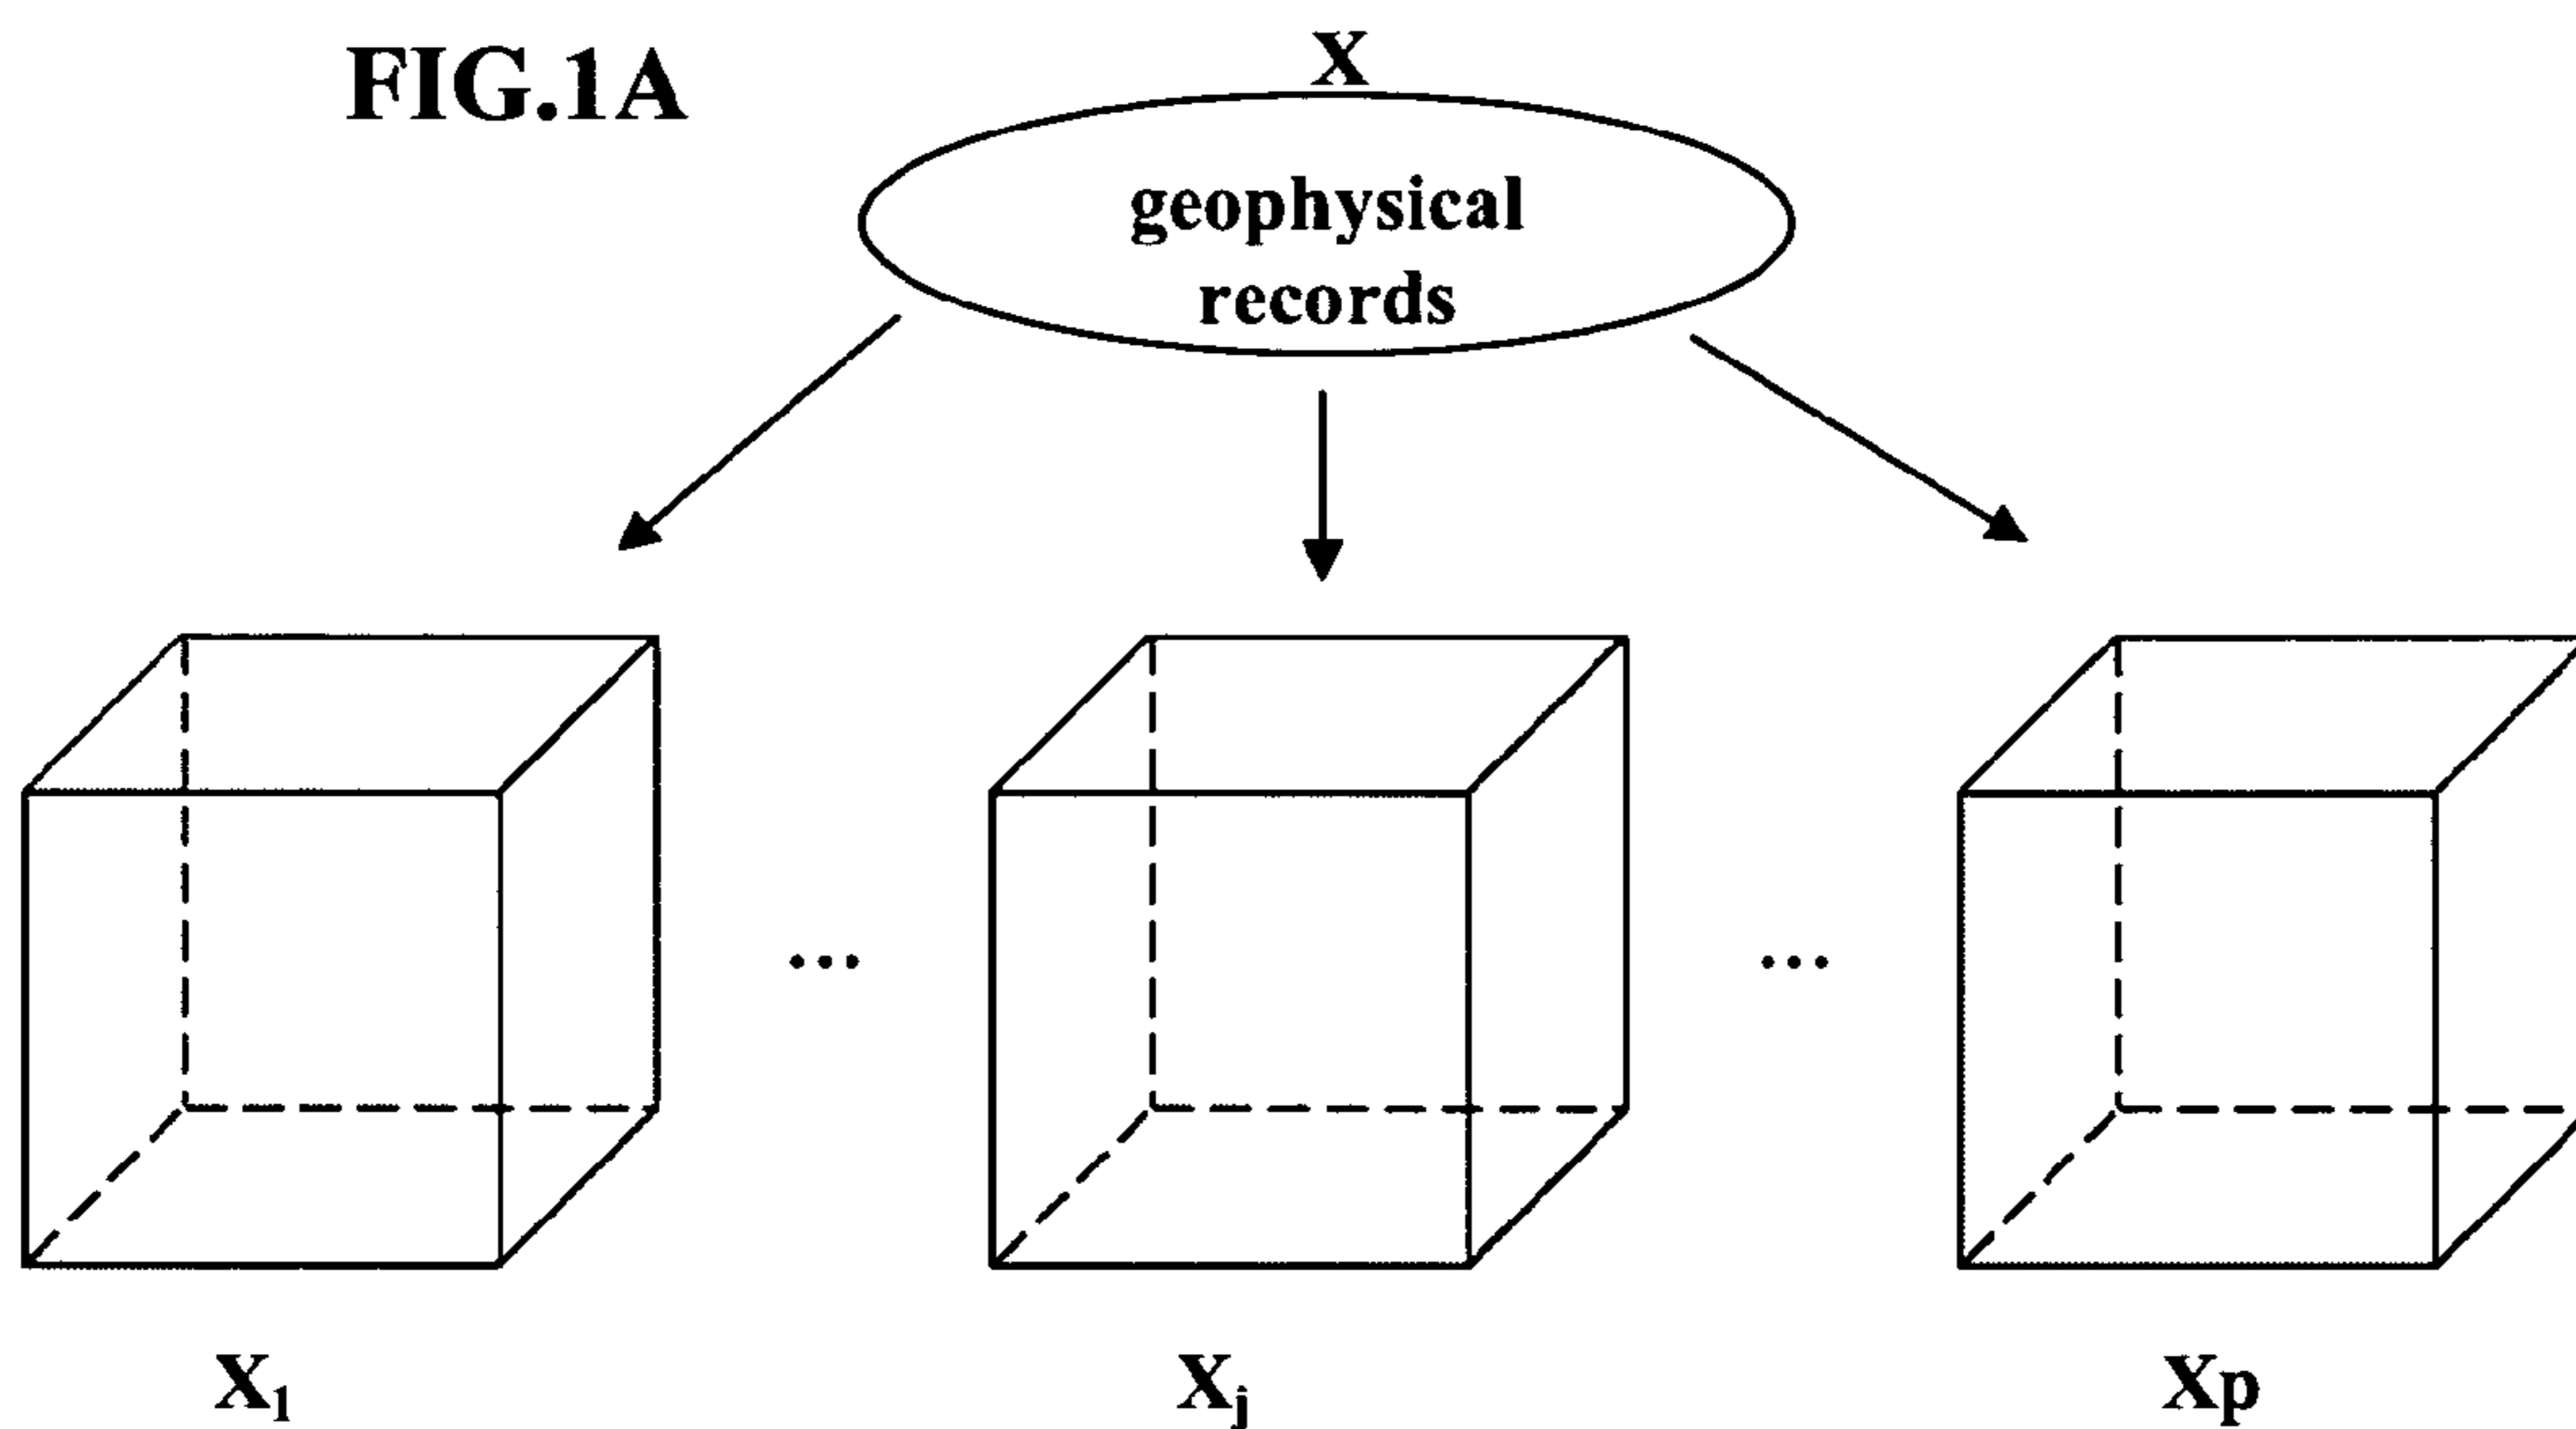 FIG.1A
X
geophysical
records
... ...
X₁ Xⱼ Xp